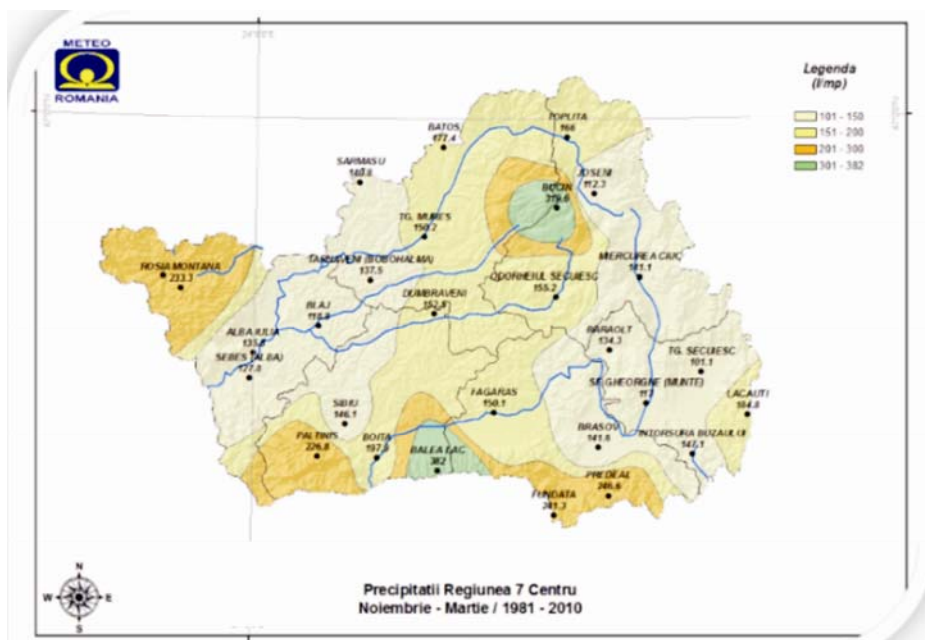 METEO
ROMANIA
Legenda
(l/mp)
101 - 150
151 - 200
201 - 300
301 - 382
TOPLITA
166
BATOS
177.4
SARMASU
JOSENI
112.3
BUCIN
TG. MURES
150.2
ROSIA MONTANA
233.3
TARNAVENI (BOBOHALMA)
137.5
MIERCUREA CIUC
ODORHEIUL SECUIESC
155.2
DUMBRAVENI
BLAJ
ALBA IULIA
SEBES (ALBA)
BARAOLT
134.3
TG. SECUIESC
101.1
SF. GHEORGHE (MUNTE)
LACAUTI
FAGARAS
150.1
SIBIU
146.1
BRASOV
141.8
INTORSURA BUZAULUI
147.1
PALTINIS
226.8
BOITA
BALEA LAC
382
PREDEAL
FUNDATA
N
W
E
S
Precipitatii Regiunea 7 Centru
Noiembrie - Martie / 1981 - 2010